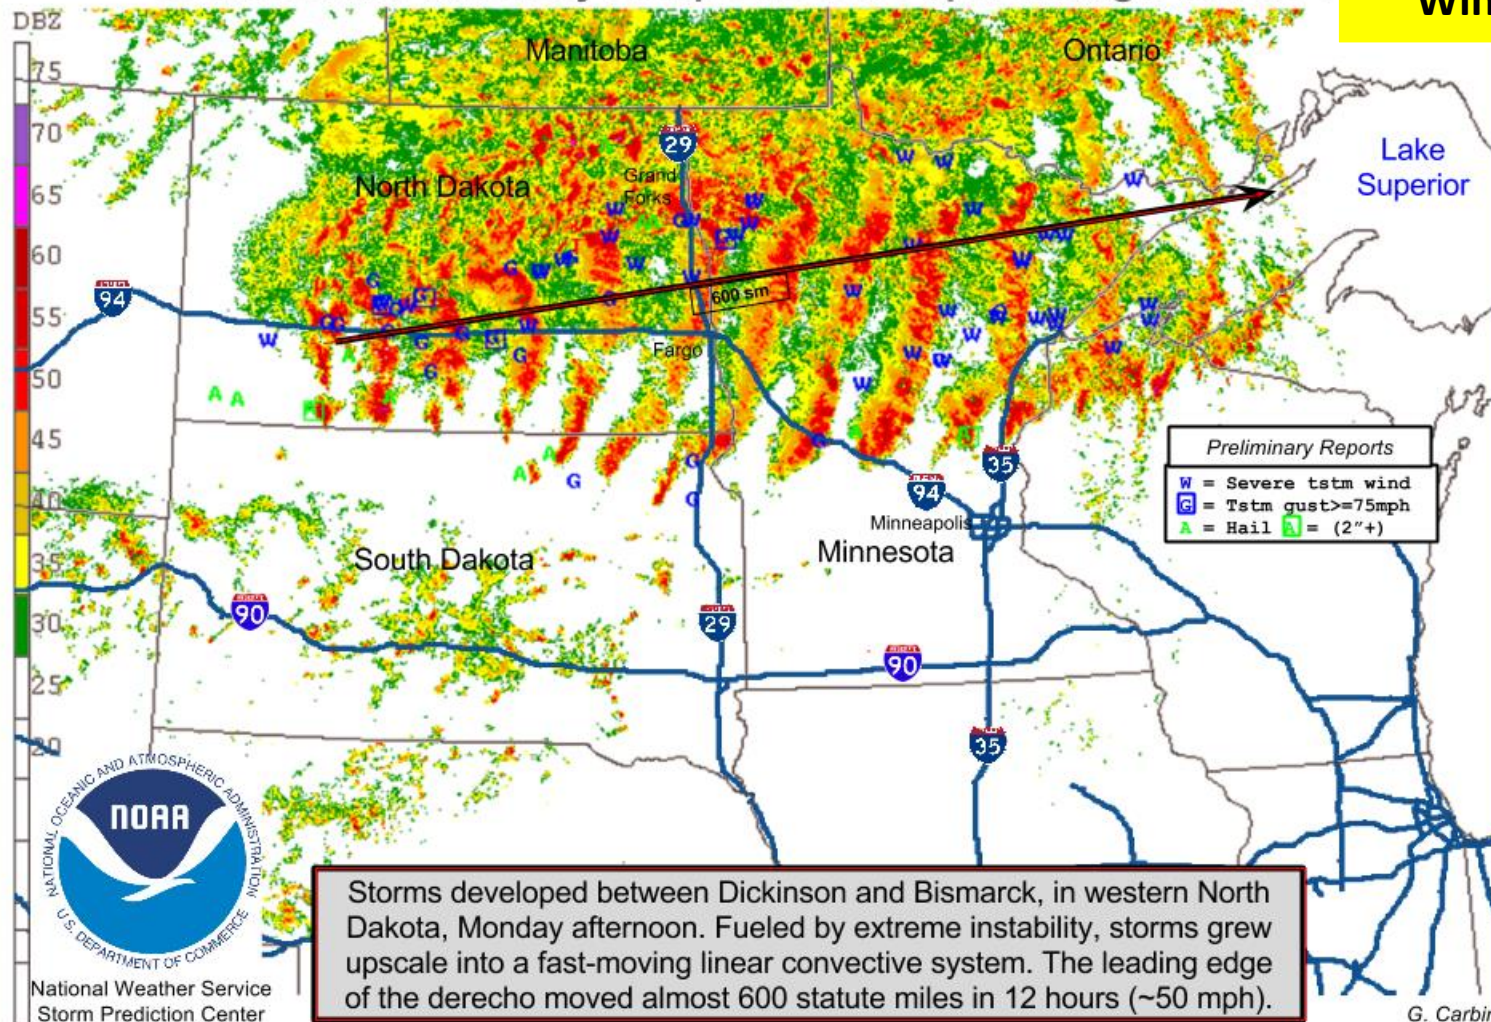 DBZ
75
70
65
60
55
50
45
40
35
30
25
20
Manitoba
Ontario
Lake
Superior
North Dakota
Grand
Forks
29
94
600 sm
Fargo
Preliminary Reports
W = Severe tstm wind
G = Tstm gust>=75mph
A = Hail A = (2"+)
35
94
Minneapolis
Minnesota
South Dakota
90
29
90
35
NOAA
NATIONAL OCEANIC AND ATMOSPHERIC ADMINISTRATION
U.S. DEPARTMENT OF COMMERCE
National Weather Service
Storm Prediction Center
Storms developed between Dickinson and Bismarck, in western North
Dakota, Monday afternoon. Fueled by extreme instability, storms grew
upscale into a fast-moving linear convective system. The leading edge
of the derecho moved almost 600 statute miles in 12 hours (~50 mph).